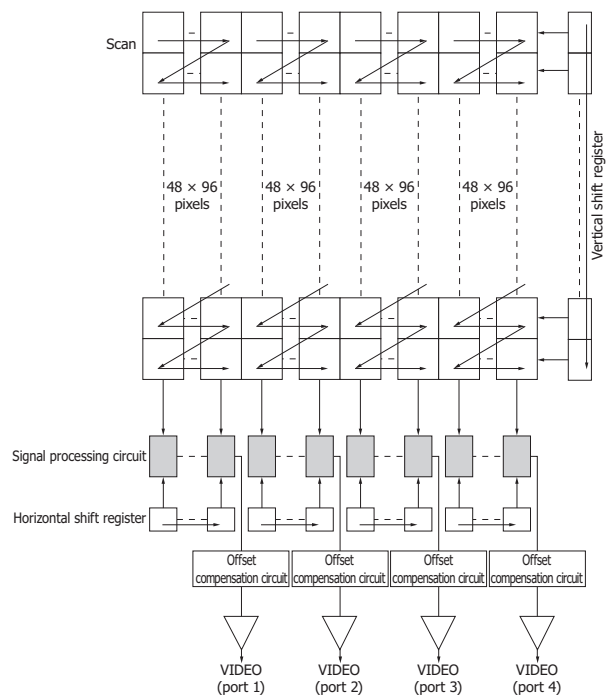 Scan
48 × 96
pixels
48 × 96
pixels
48 × 96
pixels
48 × 96
pixels
Vertical shift register
Signal processing circuit
Horizontal shift register
Offset
compensation circuit
Offset
compensation circuit
Offset
compensation circuit
Offset
compensation circuit
VIDEO
(port 1)
VIDEO
(port 2)
VIDEO
(port 3)
VIDEO
(port 4)